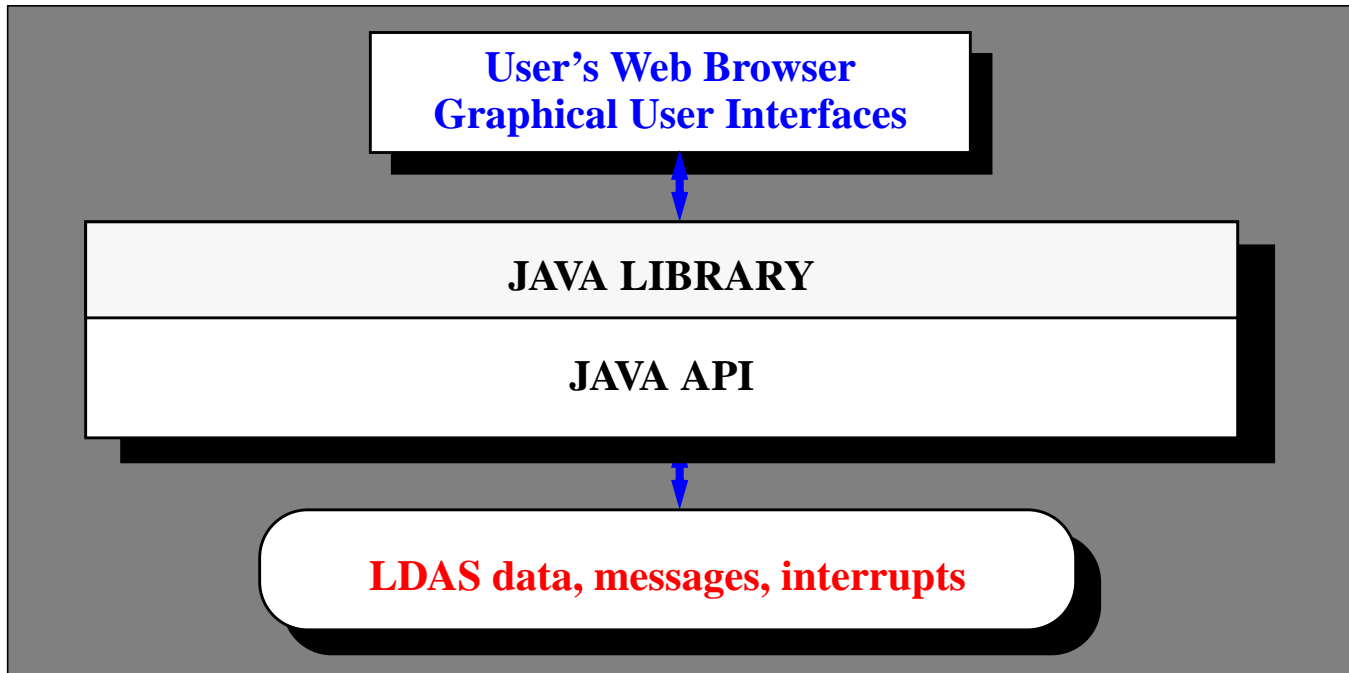 User’s Web Browser
Graphical User Interfaces
JAVA LIBRARY
JAVA API
LDAS data, messages, interrupts